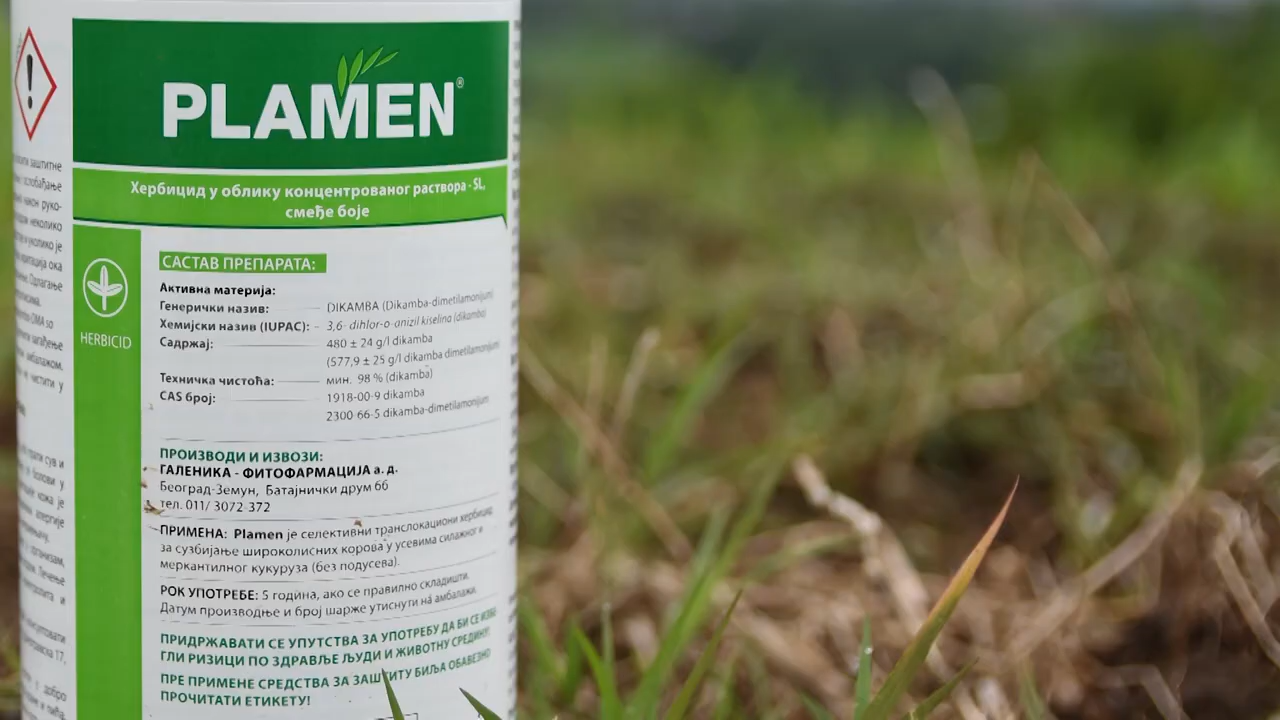 PLAMEN®
Хербицид у облику концентрованог раствора - SL,
смеђе боје
HERBICID
САСТАВ ПРЕПАРАТА:
Активна материја:
Генерички назив: DIKAMBA (Dikamba-dimetilamonijum)
Хемијски назив (IUPAC): - 3,6- dihlor-o-anizil kiselina (dikamba)
Садржај: 480 ± 24 g/l dikamba
(577,9 ± 25 g/l dikamba dimetilamonijum)
Техничка чистоћа: мин. 98 % (dikamba)
CAS број: 1918-00-9 dikamba
2300 66-5 dikamba-dimetilamonijum
ПРОИЗВОДИ И ИЗВОЗИ:
ГАЛЕНИКА - ФИТОФАРМАЦИЈА а. д.
Београд-Земун, Батајнички друм бб
тел. 011/ 3072-372
ПРИМЕНА: Plamen је селективни транслокациони хербицид
за сузбијање широколисних корова у усевима силажног и
меркантилног кукуруза (без подусева).
РОК УПОТРЕБЕ: 5 година, ако се правилно складишти.
Датум производње и број шарже утиснути на амбалажи.
ПРИДРЖАВАТИ СЕ УПУТСТВА ЗА УПОТРЕБУ ДА БИ СЕ ИЗБЕ
ГЛИ РИЗИЦИ ПО ЗДРАВЉЕ ЉУДИ И ЖИВОТНУ СРЕДИНУ!
ПРЕ ПРИМЕНЕ СРЕДСТВА ЗА ЗАШТИТУ БИЉА ОБАВЕЗНО
ПРОЧИТАТИ ЕТИКЕТУ!